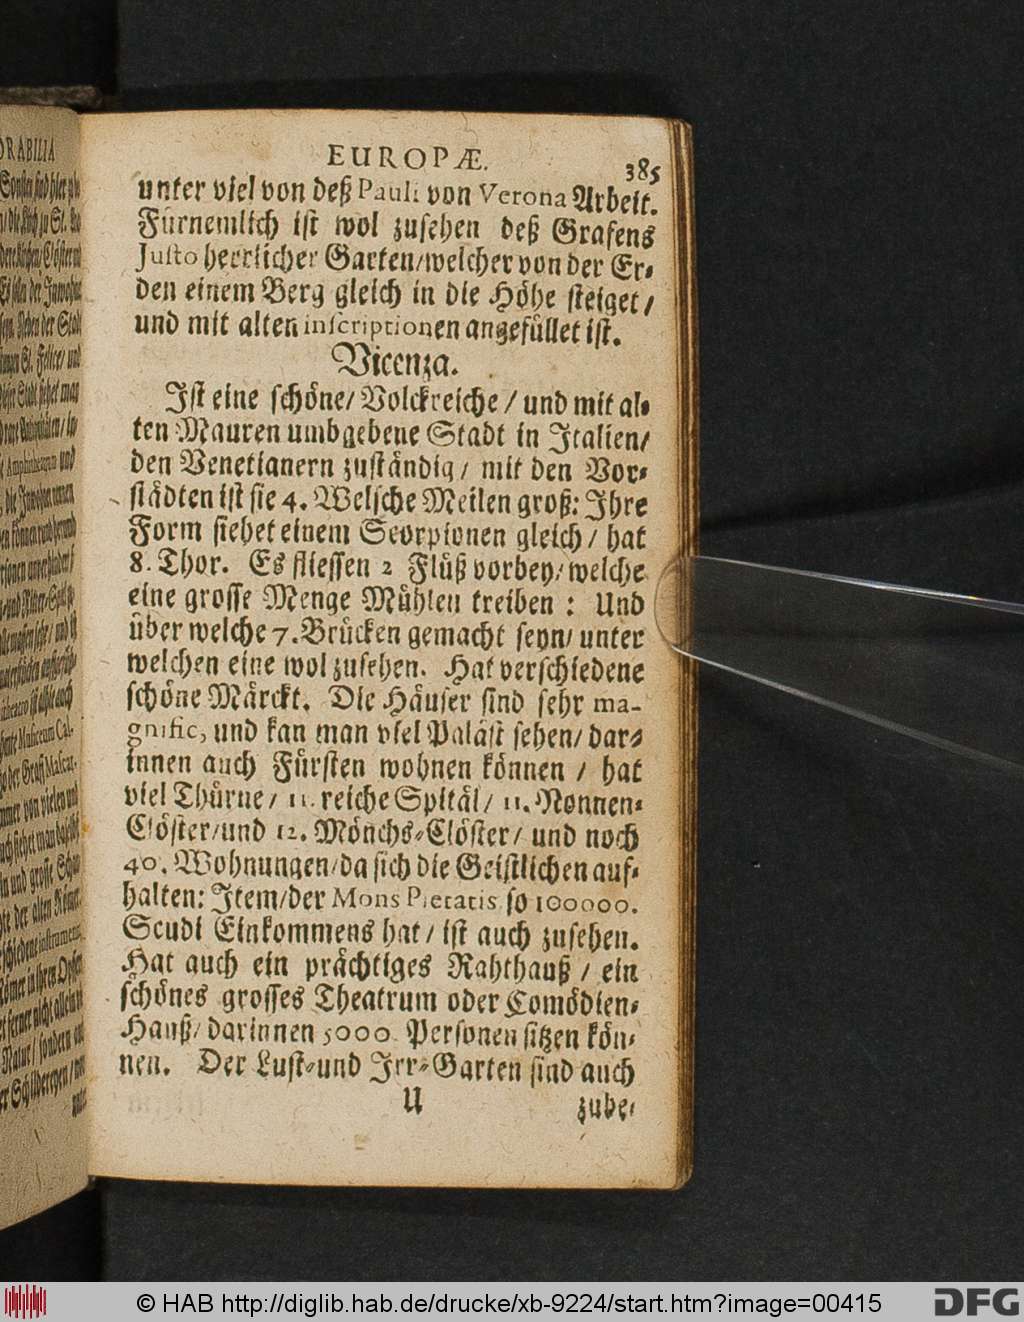 ORABILIA
EUROPÆ.
385
unter viel von deß Pauli von Verona Arbeit.
Fürnemlich ist wol zusehen deß Grafens
Justo herrlicher Garten/welcher von der Er-
den einem Berg gleich in die Höhe steiget/
und mit alten inscriptionen angefüllet ist.
Vicenza.
Ist eine schöne/ Volckreiche / und mit al-
ten Mauren umbgebene Stadt in Italien/
den Venetianern zuständig/ mit den Vor-
städten ist sie 4. Welsche Meilen groß: Ihre
Form siehet einem Scorpionen gleich/ hat
8. Thor. Es fliessen 2 Flüß vorbey/welche
eine grosse Menge Mühlen treiben : Und
über welche 7. Brücken gemacht seyn/ unter
welchen eine wol zusehen. Hat verschiedene
schöne Märckt. Die Häuser sind sehr ma-
gnific, und kan man viel Paläst sehen/ dar-
innen auch Fürsten wohnen können / hat
viel Thürne/ 11. reiche Spitäl/ 11. Nonnen-
Clöster/und 12. Mönchs-Clöster/ und noch
40. Wohnungen/da sich die Geistlichen auf-
halten: Item/der Mons Pietatis so 100000.
Scudi Einkommens hat/ ist auch zusehen.
Hat auch ein prächtiges Rahthauß / ein
schönes grosses Theatrum oder Comödien-
Hauß/ darinnen 5000 Personen sitzen kön-
nen. Der Lust-und Irr-Garten sind auch
U
zube-
© HAB http://diglib.hab.de/drucke/xb-9224/start.htm?image=00415
DFG